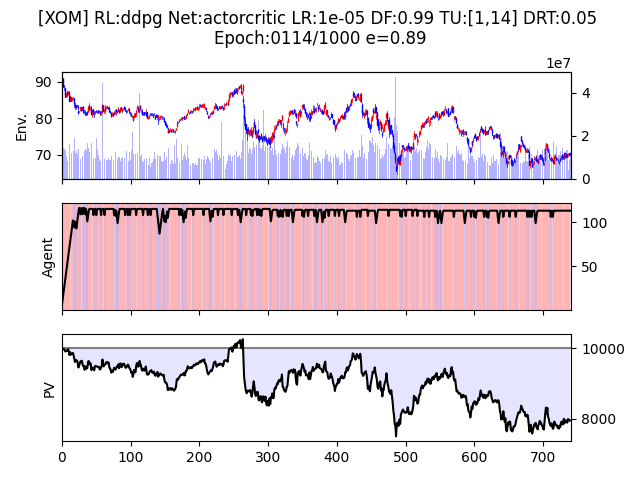 [XOM] RL:ddpg Net:actorcritic LR:1e-05 DF:0.99 TU:[1,14] DRT:0.05
Epoch:0114/1000 e=0.89
1e7
90
80
70
Env.
4
2
0
Agent
100
50
PV
10000
8000
0 100 200 300 400 500 600 700